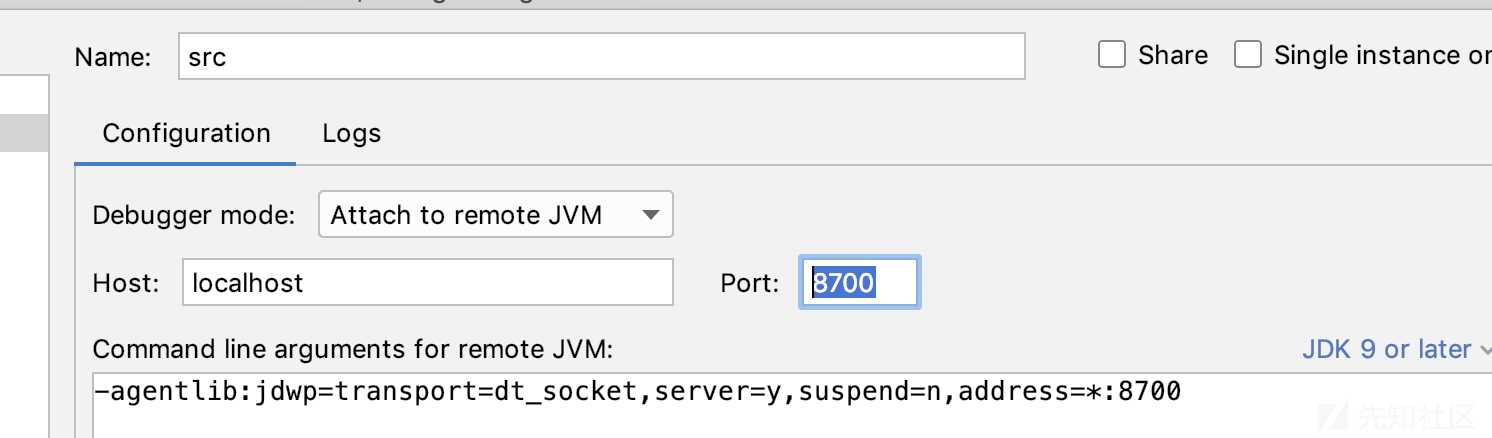 Name: src Share Single instance or
Configuration Logs
Debugger mode: Attach to remote JVM
Host: localhost Port: 8700
Command line arguments for remote JVM: JDK 9 or later
-agentlib:jdwp=transport=dt_socket,server=y,suspend=n,address=*:8700
先知社区